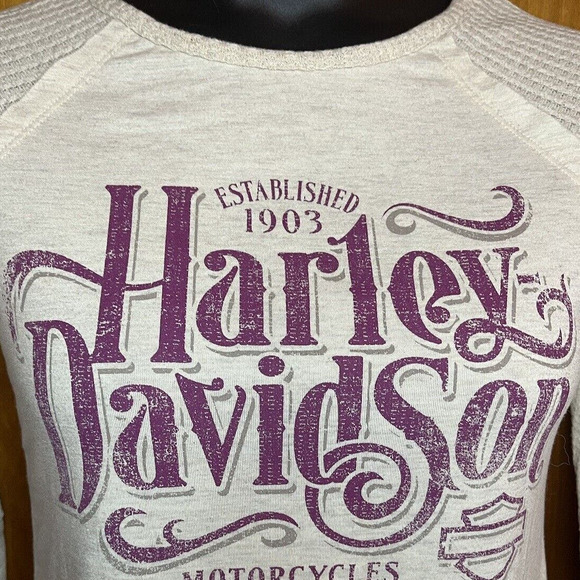 ESTABLISHED
1903
Harley-
Davidson
MOTORCYCLES